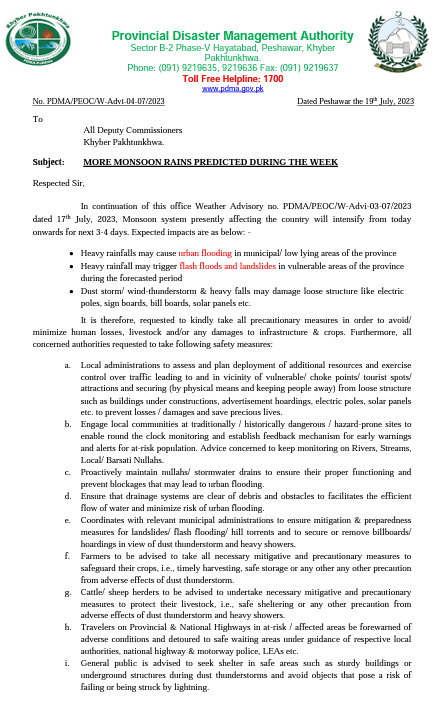 Provincial Disaster Management Authority
Sector B-2 Phase-V Hayatabad, Peshawar, Khyber
Pakhtunkhwa.
Phone: (091) 9219635, 9219636 Fax: (091) 9219637
Toll Free Helpline: 1700
www.pdma.gov.pk
No. PDMA/PEOC/W-Advt-04-07/2023 Dated Peshawar the 19th July, 2023
To
All Deputy Commissioners
Khyber Pakhtunkhwa.
Subject: MORE MONSOON RAINS PREDICTED DURING THE WEEK
Respected Sir,
In continuation of this office Weather Advisory no. PDMA/PEOC/W-Advi-03-07/2023
dated 17th July, 2023, Monsoon system presently affecting the country will intensify from today
onwards for next 3-4 days. Expected impacts are as below: -
• Heavy rainfalls may cause urban flooding in municipal/ low lying areas of the province
• Heavy rainfall may trigger flash floods and landslides in vulnerable areas of the province
during the forecasted period
• Dust storm/ wind-thunderstorm & heavy falls may damage loose structure like electric
poles, sign boards, bill boards, solar panels etc.
It is therefore, requested to kindly take all precautionary measures in order to avoid/
minimize human losses, livestock and/or any damages to infrastructure & crops. Furthermore, all
concerned authorities requested to take following safety measures:
a. Local administrations to assess and plan deployment of additional resources and exercise
control over traffic leading to and in vicinity of vulnerable/ choke points/ tourist spots/
attractions and securing (by physical means and keeping people away) from loose structure
such as buildings under constructions, advertisement hoardings, electric poles, solar panels
etc. to prevent losses / damages and save precious lives.
b. Engage local communities at traditionally / historically dangerous / hazard-prone sites to
enable round the clock monitoring and establish feedback mechanism for early warnings
and alerts for at-risk population. Advice concerned to keep monitoring on Rivers, Streams,
Local/ Barsati Nullahs.
c. Proactively maintain nullahs/ stormwater drains to ensure their proper functioning and
prevent blockages that may lead to urban flooding.
d. Ensure that drainage systems are clear of debris and obstacles to facilitates the efficient
flow of water and minimize risk of urban flooding.
e. Coordinates with relevant municipal administrations to ensure mitigation & preparedness
measures for landslides/ flash flooding/ hill torrents and to secure or remove billboards/
hoardings in view of dust thunderstorm and heavy showers.
f. Farmers to be advised to take all necessary mitigative and precautionary measures to
safeguard their crops, i.e., timely harvesting, safe storage or any other any other precaution
from adverse effects of dust thunderstorm.
g. Cattle/ sheep herders to be advised to undertake necessary mitigative and precautionary
measures to protect their livestock, i.e., safe sheltering or any other precaution from
adverse effects of dust thunderstorm and heavy showers.
h. Travelers on Provincial & National Highways in at-risk / affected areas be forewarned of
adverse conditions and detoured to safe waiting areas under guidance of respective local
authorities, national highway & motorway police, LEAs etc.
i. General public is advised to seek shelter in safe areas such as sturdy buildings or
underground structures during dust thunderstorms and avoid objects that pose a risk of
failing or being struck by lightning.